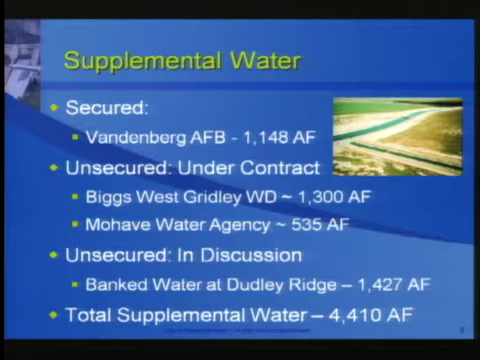 Supplemental Water
Secured:
Vandenberg AFB - 1,148 AF
Unsecured: Under Contract
Biggs West Gridley WD ~ 1,300 AF
Mohave Water Agency ~ 535 AF
Unsecured: In Discussion
Banked Water at Dudley Ridge – 1,427 AF
Total Supplemental Water – 4,410 AF